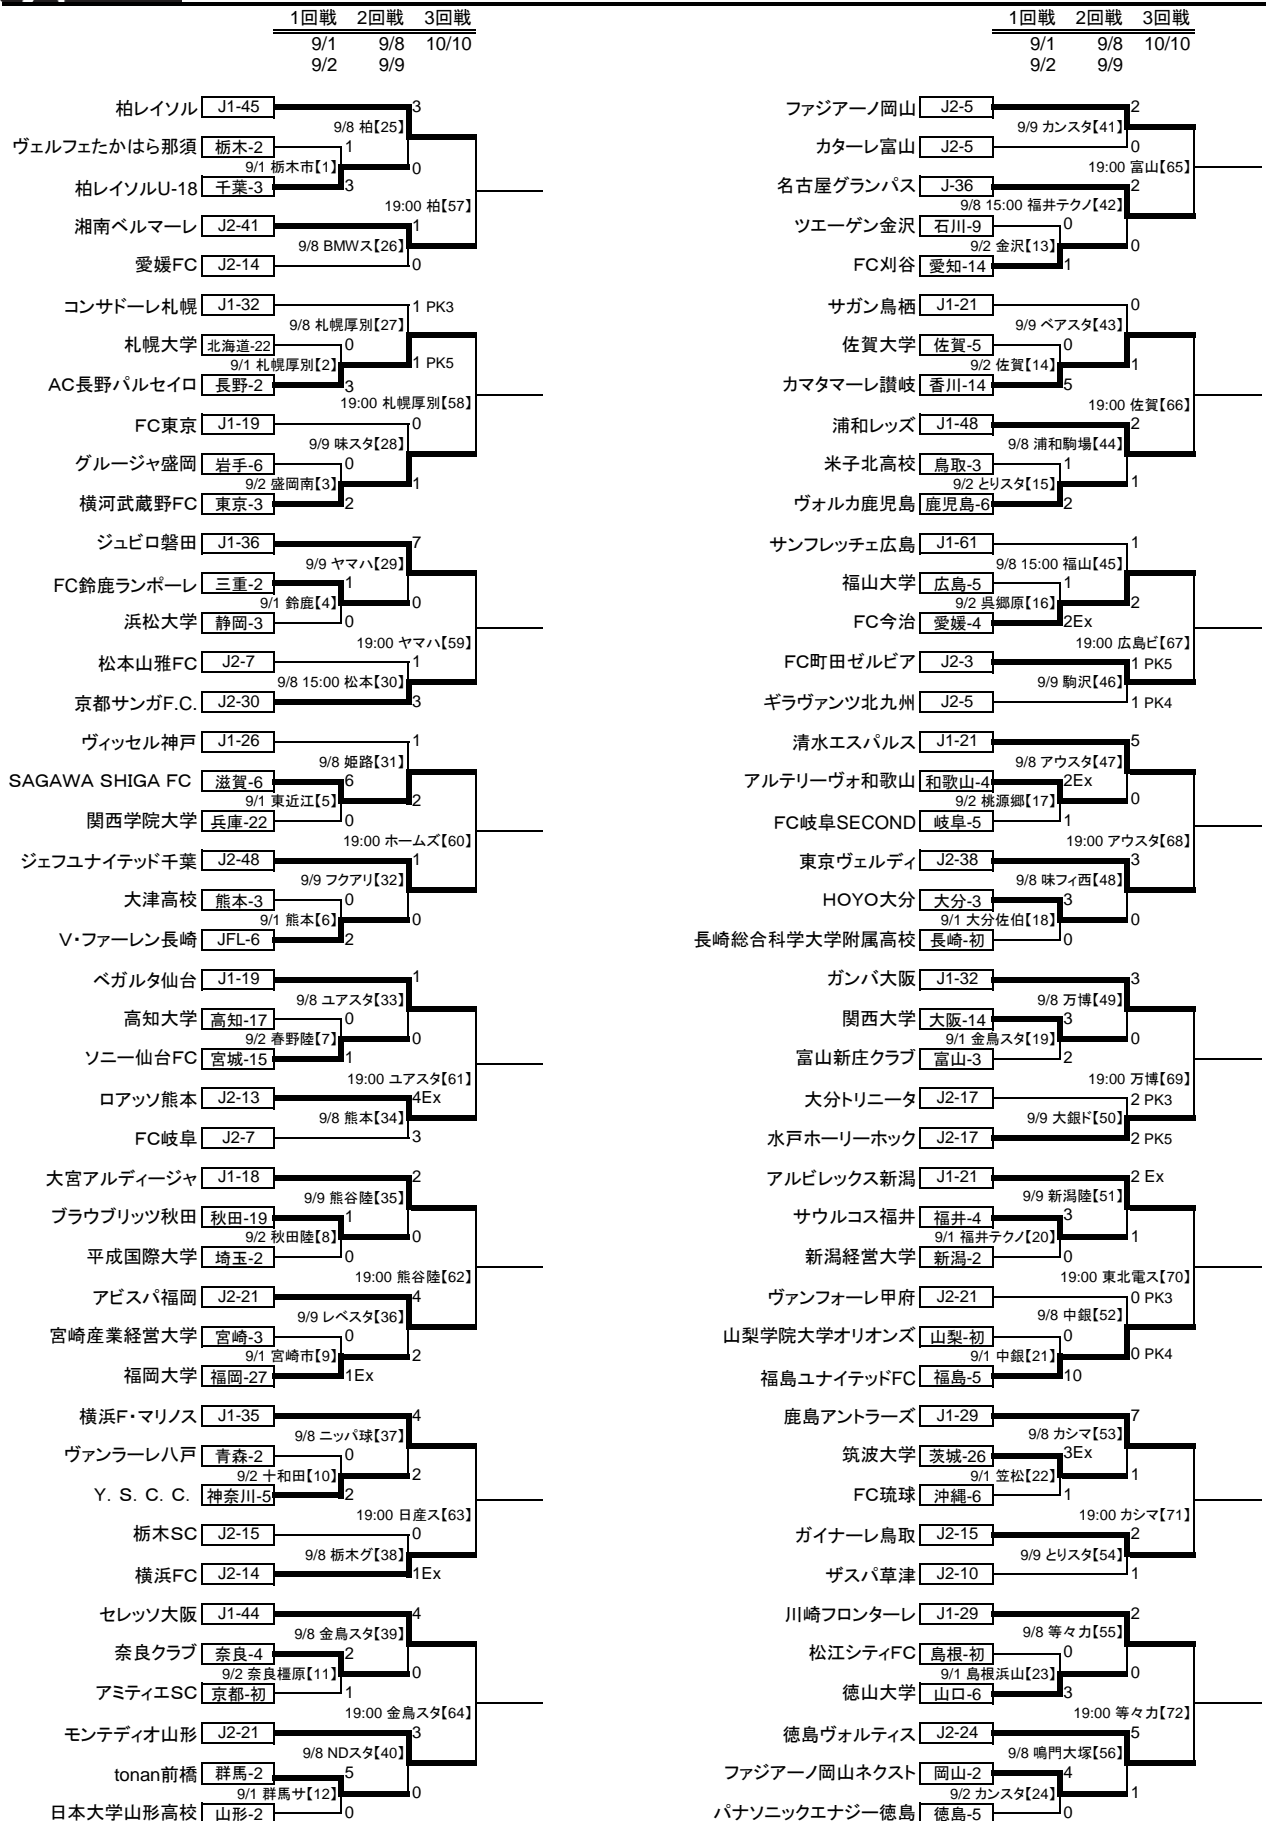 1回戦 2回戦 3回戦
9/1 9/8 10/10
9/2 9/9
柏レイソル J1-45 3
9/8 柏【25】
ヴェルフェたかはら那須 栃木-2 1
9/1 栃木市【1】 0
柏レイソルU-18 千葉-3 3
19:00 柏【57】
湘南ベルマーレ J2-41 1
9/8 BMWス【26】
愛媛FC J2-14 0
コンサドーレ札幌 J1-32 1 PK3
9/8 札幌厚別【27】
札幌大学 北海道-22 0
9/1 札幌厚別【2】 1 PK5
AC長野パルセイロ 長野-2 3
19:00 札幌厚別【58】
FC東京 J1-19 0
9/9 味スタ【28】
グルージャ盛岡 岩手-6 0
9/2 盛岡南【3】 1
横河武蔵野FC 東京-3 2
ジュビロ磐田 J1-36 7
9/9 ヤマハ【29】
FC鈴鹿ランポーレ 三重-2 1
9/1 鈴鹿【4】 0
浜松大学 静岡-3 0
19:00 ヤマハ【59】
松本山雅FC J2-7 1
9/8 15:00 松本【30】
京都サンガF.C. J2-30 3
ヴィッセル神戸 J1-26 1
9/8 姫路【31】
SAGAWA SHIGA FC 滋賀-6 6
9/1 東近江【5】 2
関西学院大学 兵庫-22 0
19:00 ホームズ【60】
ジェフユナイテッド千葉 J2-48 1
9/9 フクアリ【32】
大津高校 熊本-3 0
9/1 熊本【6】 0
V・ファーレン長崎 JFL-6 2
ベガルタ仙台 J1-19 1
9/8 ユアスタ【33】
高知大学 高知-17 0
9/2 春野陸【7】 0
ソニー仙台FC 宮城-15 1
19:00 ユアスタ【61】
ロアッソ熊本 J2-13 4Ex
9/8 熊本【34】
FC岐阜 J2-7 3
大宮アルディージャ J1-18 2
9/9 熊谷陸【35】
ブラウブリッツ秋田 秋田-19 1
9/2 秋田陸【8】 0
平成国際大学 埼玉-2 0
19:00 熊谷陸【62】
アビスパ福岡 J2-21 4
9/9 レベスタ【36】
宮崎産業経営大学 宮崎-3 0
9/1 宮崎市【9】 2
福岡大学 福岡-27 1Ex
横浜F・マリノス J1-35 4
9/8 ニッパ球【37】
ヴァンラーレ八戸 青森-2 0
9/2 十和田【10】 2
Y.S.C.C. 神奈川-5 2
19:00 日産ス【63】
栃木SC J2-15 0
9/8 栃木グ【38】
横浜FC J2-14 1Ex
セレッソ大阪 J1-44 4
9/8 金鳥スタ【39】
奈良クラブ 奈良-4 2
9/2 奈良橿原【11】 0
アミティエSC 京都-初 1
19:00 金鳥スタ【64】
モンテディオ山形 J2-21 3
9/8 NDスタ【40】
tonan前橋 群馬-2 5
9/1 群馬サ【12】 0
日本大学山形高校 山形-2 0
1回戦 2回戦 3回戦
9/1 9/8 10/10
9/2 9/9
ファジアーノ岡山 J2-5 2
9/9 カンスタ【41】
カターレ富山 J2-5 0
19:00 富山【65】
名古屋グランパス J-36 2
9/8 15:00 福井テクノ【42】
ツエーゲン金沢 石川-9 0
9/2 金沢【13】 0
FC刈谷 愛知-14 1
サガン鳥栖 J1-21 0
9/9 ベアスタ【43】
佐賀大学 佐賀-5 0
9/2 佐賀【14】 1
カマタマーレ讃岐 香川-14 5
19:00 佐賀【66】
浦和レッズ J1-48 2
9/8 浦和駒場【44】
米子北高校 鳥取-3 1
9/2 とりスタ【15】 1
ヴォルカ鹿児島 鹿児島-6 2
サンフレッチェ広島 J1-61 1
9/8 15:00 福山【45】
福山大学 広島-5 1
9/2 呉郷原【16】 2
FC今治 愛媛-4 2Ex
19:00 広島ビ【67】
FC町田ゼルビア J2-3 1 PK5
9/9 駒沢【46】
ギラヴァンツ北九州 J2-5 1 PK4
清水エスパルス J1-21 5
9/8 アウスタ【47】
アルテリーヴォ和歌山 和歌山-4 2Ex
9/2 桃源郷【17】 0
FC岐阜SECOND 岐阜-5 1
19:00 アウスタ【68】
東京ヴェルディ J2-38 3
9/8 味フィ西【48】
HOYO大分 大分-3 3
9/1 大分佐伯【18】 0
長崎総合科学大学附属高校 長崎-初 0
ガンバ大阪 J1-32 3
9/8 万博【49】
関西大学 大阪-14 3
9/1 金鳥スタ【19】 0
富山新庄クラブ 富山-3 2
19:00 万博【69】
大分トリニータ J2-17 2 PK3
9/9 大銀ド【50】
水戸ホーリーホック J2-17 2 PK5
アルビレックス新潟 J1-21 2 Ex
9/9 新潟陸【51】
サウルコス福井 福井-4 3
9/1 福井テクノ【20】 1
新潟経営大学 新潟-2 0
19:00 東北電ス【70】
ヴァンフォーレ甲府 J2-21 0 PK3
9/8 中銀【52】
山梨学院大学オリオンズ 山梨-初 0
9/1 中銀【21】 0 PK4
福島ユナイテッドFC 福島-5 10
鹿島アントラーズ J1-29 7
9/8 カシマ【53】
筑波大学 茨城-26 3Ex
9/1 笠松【22】 1
FC琉球 沖縄-6 1
19:00 カシマ【71】
ガイナーレ鳥取 J2-15 2
9/9 とりスタ【54】
ザスパ草津 J2-10 1
川崎フロンターレ J1-29 2
9/8 等々力【55】
松江シティFC 島根-初 0
9/1 島根浜山【23】 0
徳山大学 山口-6 3
19:00 等々力【72】
徳島ヴォルティス J2-24 5
9/8 鳴門大塚【56】
ファジアーノ岡山ネクスト 岡山-2 4
9/2 カンスタ【24】 1
パナソニックエナジー徳島 徳島-5 0